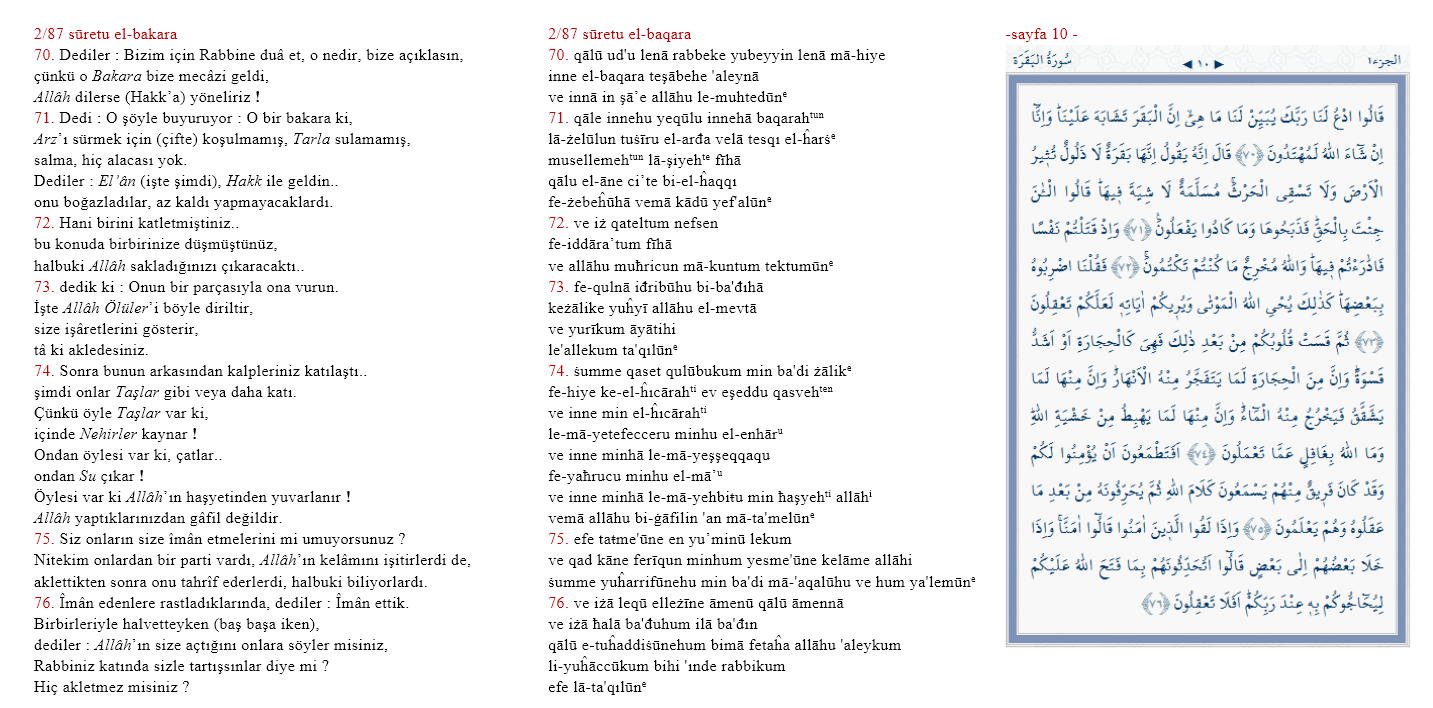 2/87 sūretu el-bakara
70. Dediler : Bizim için Rabbine duâ et, o nedir, bize açıklasın,
çünkü o Bakara bize mecâzi geldi,
Allâh dilerse (Hakk’a) yöneliriz !
71. Dedi : O şöyle buyuruyor : O bir bakara ki,
Arz’ı sürmek için (çifte) koşulmamış, Tarla sulamamış,
salma, hiç alacası yok.
Dediler : El’ân (işte şimdi), Hakk ile geldin..
onu boğazladılar, az kaldı yapmayacaklardı.
72. Hani birini katletmiştiniz..
bu konuda birbirinize düşmüştünüz,
halbuki Allâh sakladığınızı çıkaracaktı..
73. dedik ki : Onun bir parçasıyla ona vurun.
İşte Allâh Ölüler’i böyle diriltir,
size işâretlerini gösterir,
tâ ki akledesiniz.
74. Sonra bunun arkasından kalpleriniz katılaştı..
şimdi onlar Taşlar gibi veya daha katı.
Çünkü öyle Taşlar var ki,
içinde Nehirler kaynar !
Ondan öylesi var ki, çatlar..
ondan Su çıkar !
Öylesi var ki Allâh’ın haşyetinden yuvarlanır !
Allâh yaptıklarınızdan gâfil değildir.
75. Siz onların size îmân etmelerini mi umuyorsunuz ?
Nitekim onlardan bir parti vardı, Allâh’ın kelâmını işitirlerdi de,
aklettikten sonra onu tahrîf ederlerdi, halbuki biliyorlardı.
76. Îmân edenlere rastladıklarında, dediler : Îmân ettik.
Birbirleriyle halvetteyken (baş başa iken),
dediler : Allâh’ın size açtığını onlara söyler misiniz,
Rabbiniz katında sizle tartışsınlar diye mi ?
Hiç akletmez misiniz ?
2/87 sūretu el-baqara
70. qālū ud'u lenā rabbeke yubeyyin lenā mā-hiye
inne el-baqara teşābehe 'aleynā
ve innā in şā’e allāhu le-muhtedūnᵉ
71. qāle innehu yeqūlu innehā baqarahᵗᵘⁿ
lā-żelūlun tuśīru el-arđa velā tesqı el-ĥarśᵉ
musellemehᵗᵘⁿ lā-şiyehᵗᵉ fīhā
qālu el-āne ci’te bi-el-ĥaqqı
fe-żebeĥūhā vemā kādū yef'alūnᵉ
72. ve iż qateltum nefsen
fe-iddāra’tum fīhā
ve allāhu muħricun mā-kuntum tektumūnᵉ
73. fe-qulnā iđribūhu bi-ba'đıhā
keżālike yuĥyī allāhu el-mevtā
ve yurīkum āyātihi
le'allekum ta'qılūnᵉ
74. śumme qaset qulūbukum min ba'di żālikᵉ
fe-hiye ke-el-ĥıcārahᵗⁱ ev eşeddu qasvehᵗᵉⁿ
ve inne min el-ĥıcārahᵗⁱ
le-mā-yetefecceru minhu el-enhārᵘ
ve inne minhā le-mā-yeşşeqqaqu
fe-yaħrucu minhu el-mā’ᵘ
ve inne minhā le-mā-yehbiŧu min ħaşyehᵗⁱ allāhⁱ
vemā allāhu bi-ġāfilin 'an mā-ta'melūnᵉ
75. efe tatme'ūne en yu’minū lekum
ve qad kāne ferīqun minhum yesme'ūne kelāme allāhi
śumme yuĥarrifūnehu min ba'di mā-'aqalūhu ve hum ya'lemūnᵉ
76. ve iżā leqū elleżīne āmenū qālū āmennā
ve iżā ħalā ba'đuhum ilā ba'đın
qālū e-tuĥaddiśūnehum bimā fetaĥa allāhu 'aleykum
li-yuĥāccūkum bihi 'ınde rabbikum
efe lā-ta'qılūnᵉ
-sayfa 10 -
الجزء١ ◀ ١٠ ▶ سُورَةُ البَقَرَة
قَالُوا ادْعُ لَنَا رَبَّكَ يُبَيِّنْ لَنَا مَا هِيَۙ اِنَّ الْبَقَرَ تَشَابَهَ عَلَيْنَاۜ وَاِنَّٓا
اِنْ شَٓاءَ اللّٰهُ لَمُهْتَدُونَ ﴿٧٠﴾ قَالَ اِنَّهُ يَقُولُ اِنَّهَا بَقَرَةٌ لَا ذَلُولٌ تُث۪يرُ
الْاَرْضَ وَلَا تَسْقِي الْحَرْثَۚ مُسَلَّمَةٌ لَا شِيَةَ ف۪يهَاۜ قَالُوا الْـٰٔنَ
جِئْتَ بِالْحَقِّۜ فَذَبَحُوهَا وَمَا كَادُوا يَفْعَلُونَ۟ ﴿٧١﴾ وَاِذْ قَتَلْتُمْ نَفْسًا
فَادّٰرَءْتُمْ ف۪يهَاۜ وَاللّٰهُ مُخْرِجٌ مَا كُنْتُمْ تَكْتُمُونَۚ ﴿٧٢﴾ فَقُلْنَا اضْرِبُوهُ
بِبَعْضِهَاۜ كَذٰلِكَ يُحْيِ اللّٰهُ الْمَوْتٰى وَيُر۪يكُمْ اٰيَاتِه۪ لَعَلَّكُمْ تَعْقِلُونَ
﴿٧٣﴾ ثُمَّ قَسَتْ قُلُوبُكُمْ مِنْ بَعْدِ ذٰلِكَ فَهِيَ كَالْحِجَارَةِ اَوْ اَشَدُّ
قَسْوَةًۜ وَاِنَّ مِنَ الْحِجَارَةِ لَمَا يَتَفَجَّرُ مِنْهُ الْاَنْهَارُۜ وَاِنَّ مِنْهَا لَمَا
يَشَّقَّقُ فَيَخْرُجُ مِنْهُ الْمَٓاءُۜ وَاِنَّ مِنْهَا لَمَا يَهْبِطُ مِنْ خَشْيَةِ اللّٰهِۜ
وَمَا اللّٰهُ بِغَافِلٍ عَمَّا تَعْمَلُونَ ﴿٧٤﴾ اَفَتَطْمَعُونَ اَنْ يُؤْمِنُوا لَكُمْ
وَقَدْ كَانَ فَر۪يقٌ مِنْهُمْ يَسْمَعُونَ كَلَامَ اللّٰهِ ثُمَّ يُحَرِّفُونَهُ مِنْ بَعْدِ مَا
عَقَلُوهُ وَهُمْ يَعْلَمُونَ ﴿٧٥﴾ وَاِذَا لَقُوا الَّذ۪ينَ اٰمَنُوا قَالُٓوا اٰمَنَّاۚ وَاِذَا
خَلَا بَعْضُهُمْ اِلٰى بَعْضٍ قَالُٓوا اَتُحَدِّثُونَهُمْ بِمَا فَتَحَ اللّٰهُ عَلَيْكُمْ
لِيُحَٓاجُّوكُمْ بِه۪ عِنْدَ رَبِّكُمْۜ اَفَلَا تَعْقِلُونَ ﴿٧٦﴾